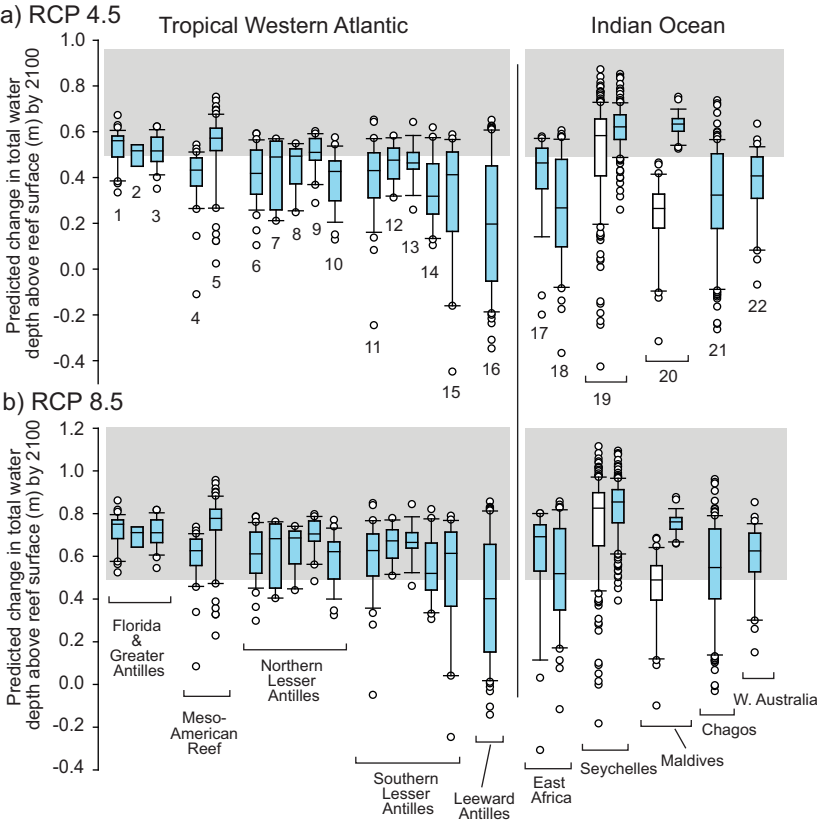 a) RCP 4.5
Tropical Western Atlantic
Indian Ocean
Predicted change in total water
depth above reef surface (m) by 2100
1.0
0.8
0.6
0.4
0.2
0.0
-0.2
-0.4
1
2
3
4
5
6
7
8
9
10
11
12
13
14
15
16
17
18
19
20
21
22
b) RCP 8.5
Predicted change in total water
depth above reef surface (m) by 2100
1.2
1.0
0.8
0.6
0.4
0.2
0.0
-0.2
-0.4
Florida
&
Greater
Antilles
Meso-
American
Reef
Northern
Lesser
Antilles
Southern
Lesser
Antilles
Leeward
Antilles
East
Africa
Seychelles
Maldives
Chagos
W. Australia